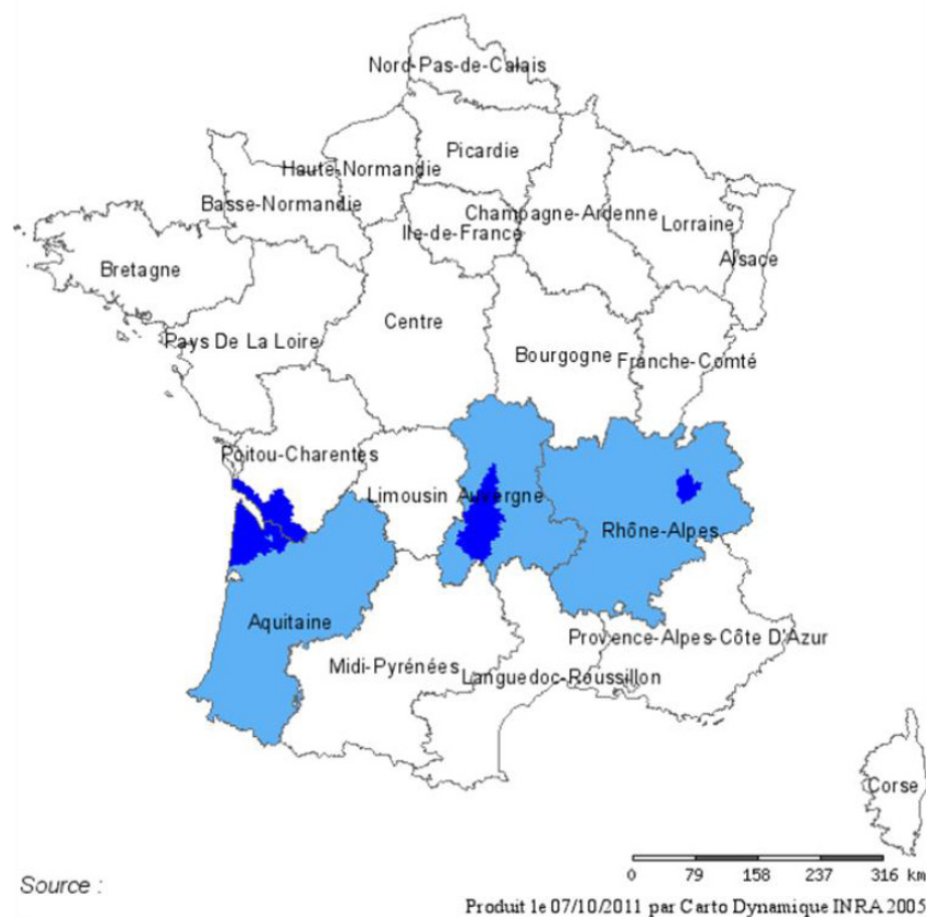 Nord-Pas-de-Calais
Picardie
Haute-Normandie
Basse-Normandie
Champagne-Ardenne
Ile-de-France
Lorraine
Alsace
Bretagne
Centre
Pays De La Loire
Bourgogne
Franche-Comté
Poitou-Charentes
Limousin
Auvergne
Rhône-Alpes
Aquitaine
Provence-Alpes-Côte D'Azur
Midi-Pyrénées
Languedoc-Roussillon
Corse
0 79 158 237 316 km
Source :
Produit le 07/10/2011 par Carto Dynamique INRA 2005